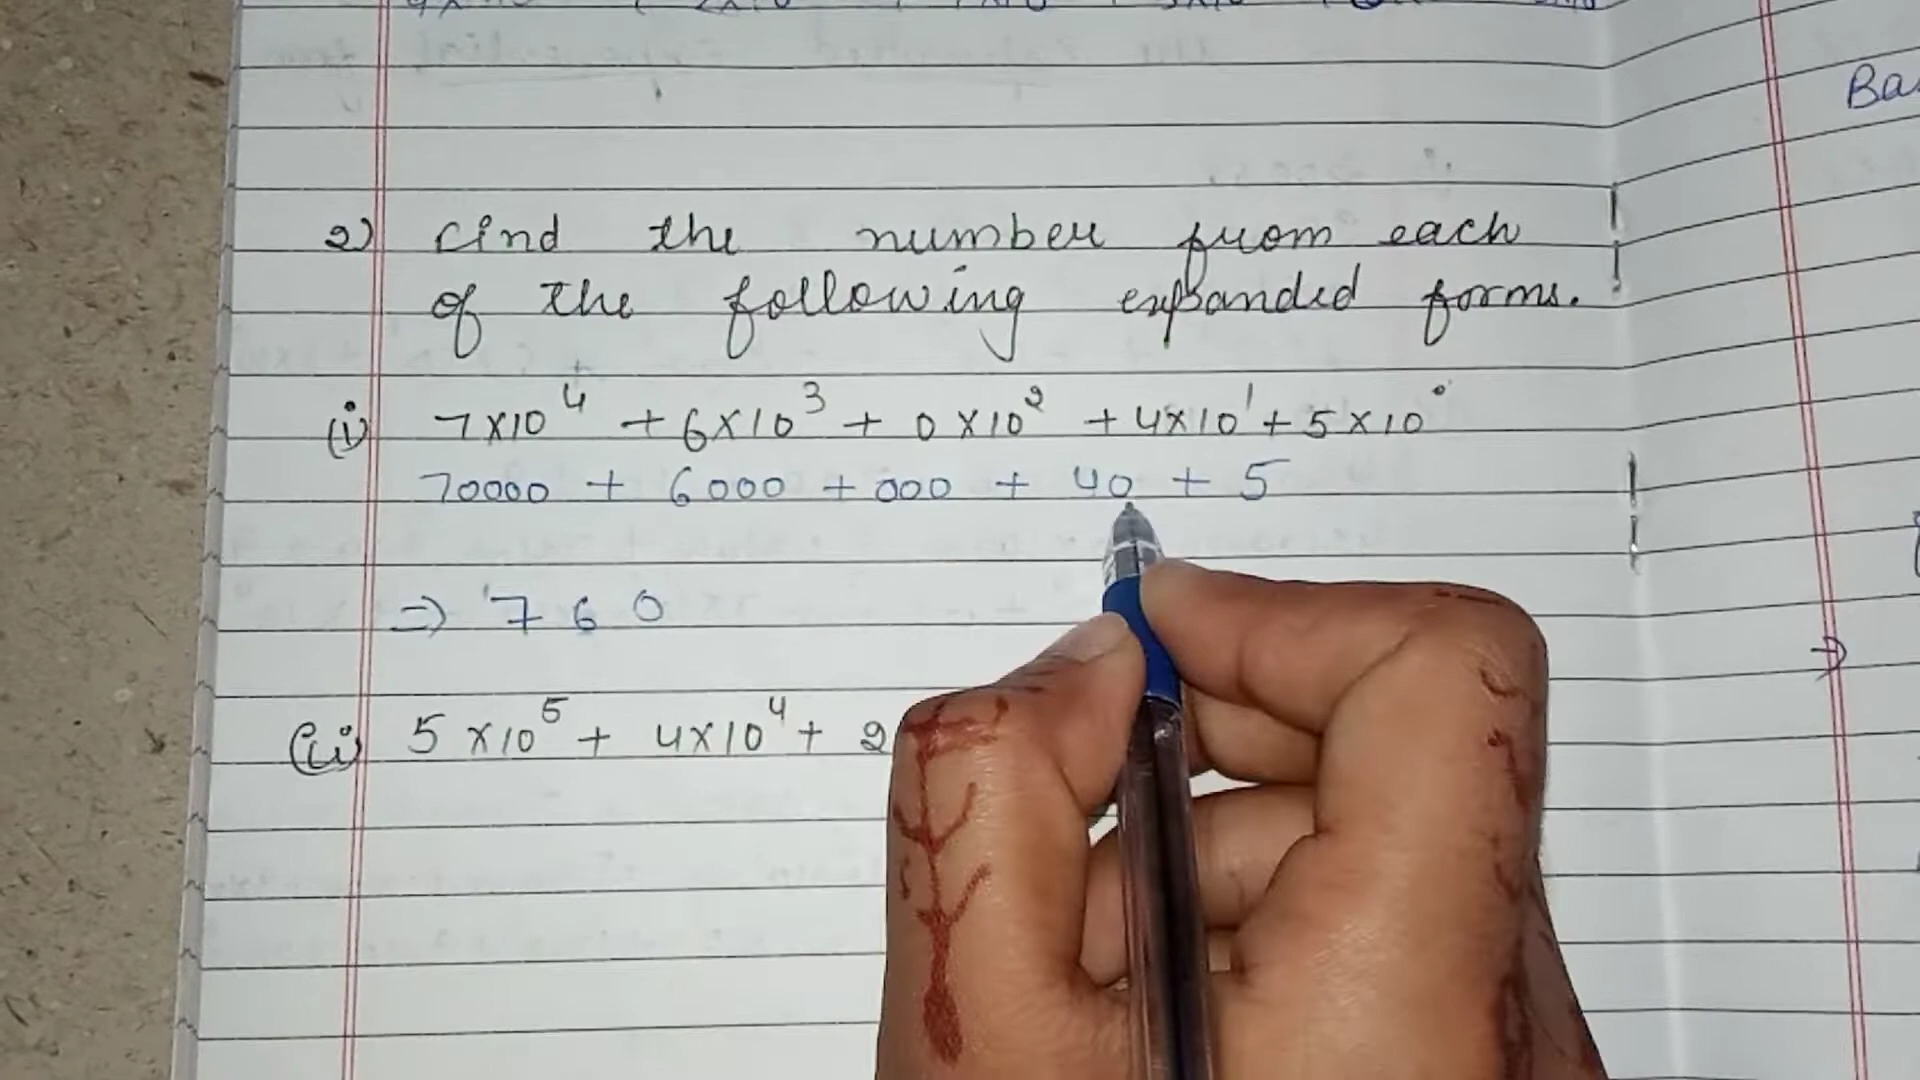 2) Find the number from each
of the following expanded forms.
(i) 7×10⁴ + 6×10³ + 0×10² + 4×10¹ + 5×10⁰
70000 + 6000 + 000 + 40 + 5
⇒ 7 6 0
(ii) 5×10⁵ + 4×10⁴ + 2